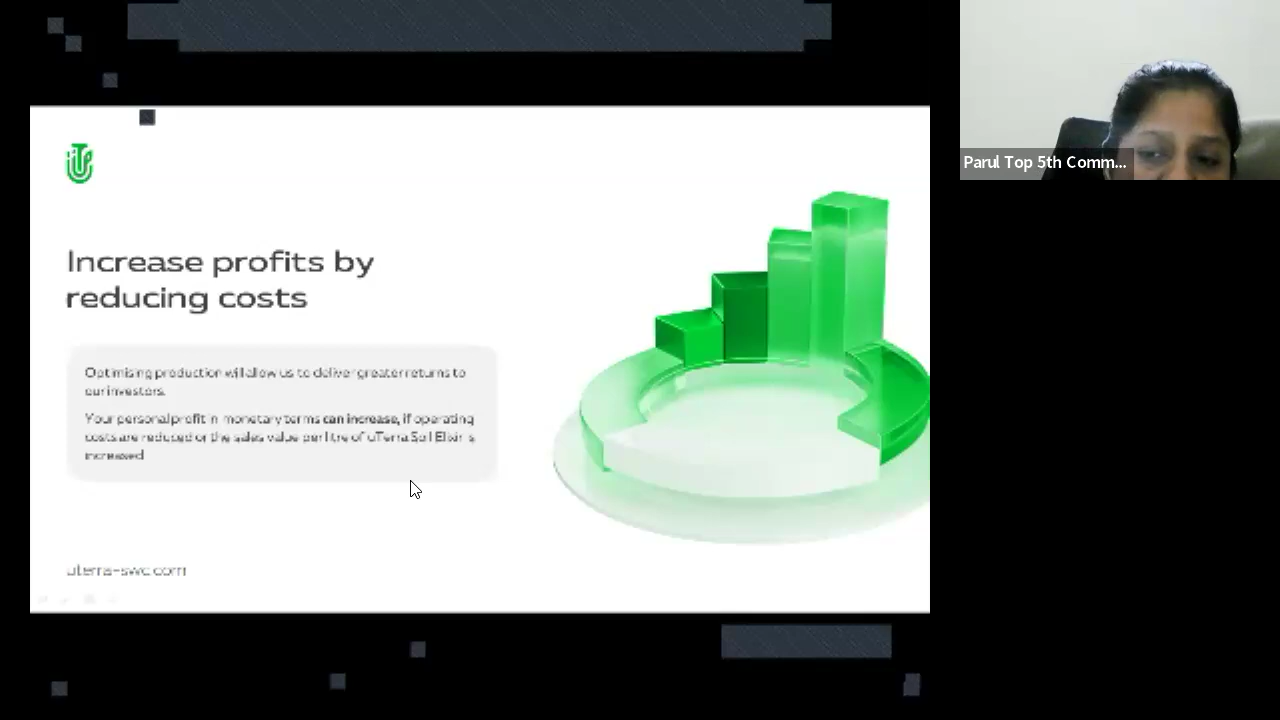 Increase profits by
reducing costs
Optimising production will allow us to deliver greater returns to
our investors.
Your personal profit in monetary terms can increase, if operating
costs are reduced or the sales value per litre of uTerra Soil Elixir is
increased
uterra-swc.com
Parul Top 5th Comm...